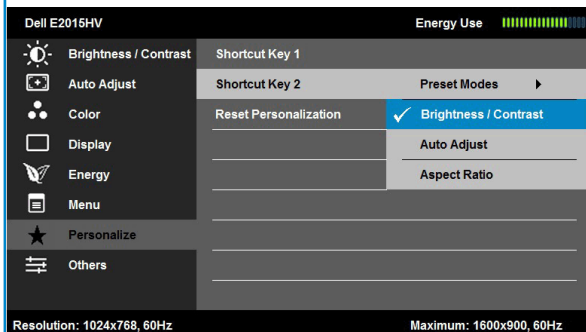 Dell E2015HV Energy Use
Brightness / Contrast Shortcut Key 1
Auto Adjust Shortcut Key 2 Preset Modes
Color Reset Personalization Brightness / Contrast
Display Auto Adjust
Energy Aspect Ratio
Menu
Personalize
Others
Resolution: 1024x768, 60Hz Maximum: 1600x900, 60Hz